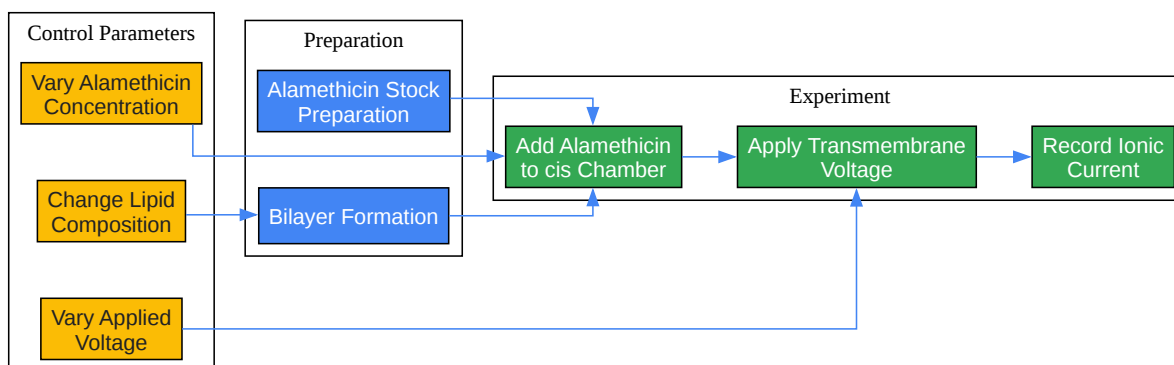 Control Parameters
Vary Alamethicin
Concentration
Change Lipid
Composition
Vary Applied
Voltage
Preparation
Alamethicin Stock
Preparation
Bilayer Formation
Experiment
Add Alamethicin
to cis Chamber
Apply Transmembrane
Voltage
Record Ionic
Current